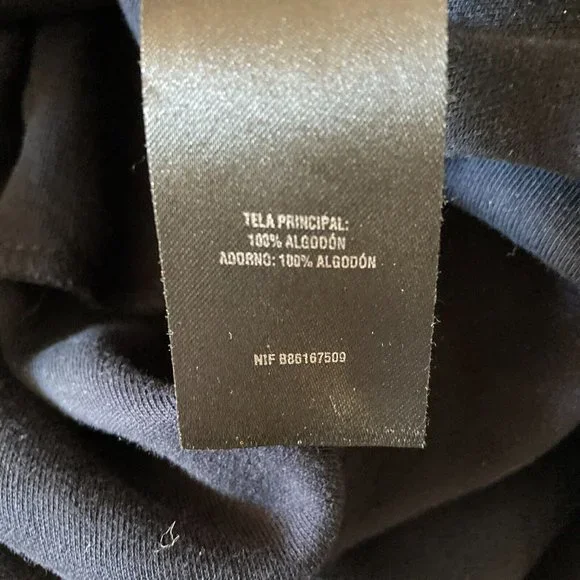 TELA PRINCIPAL:
100% ALGODÓN
ADORNO: 100% ALGODÓN
NIF B86167509